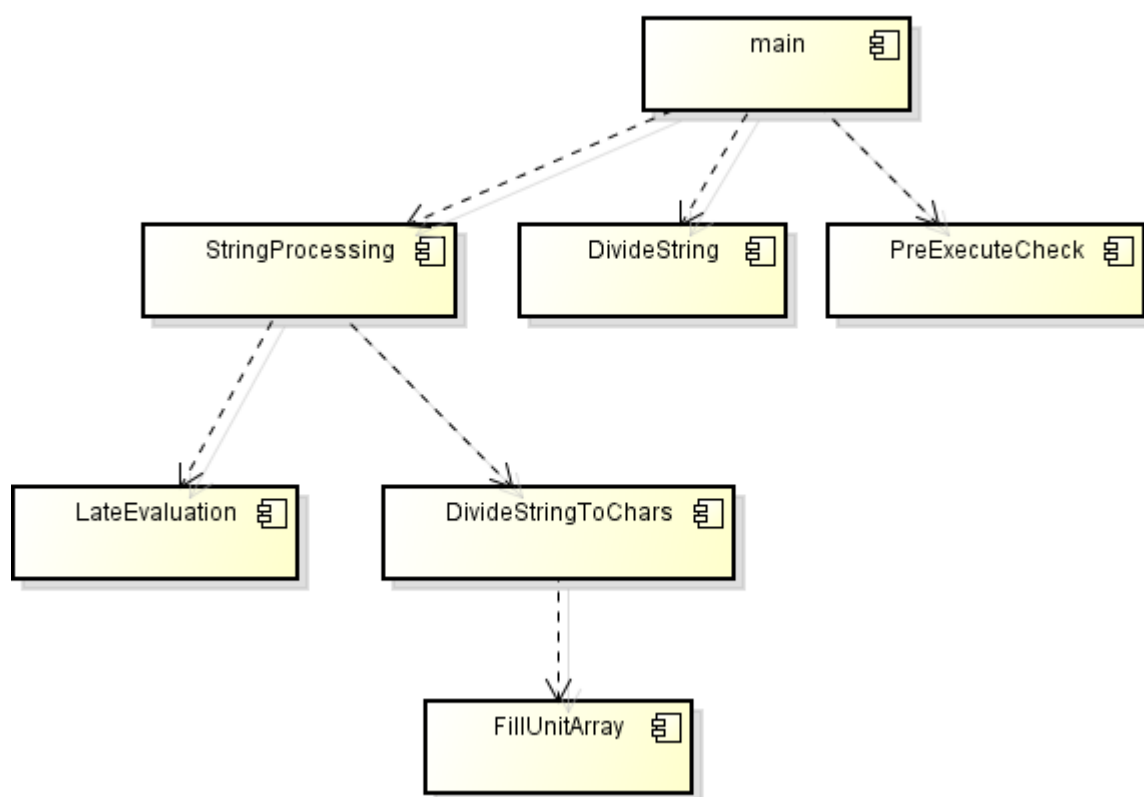 main
StringProcessing
DivideString
PreExecuteCheck
LateEvaluation
DivideStringToChars
FillUnitArray